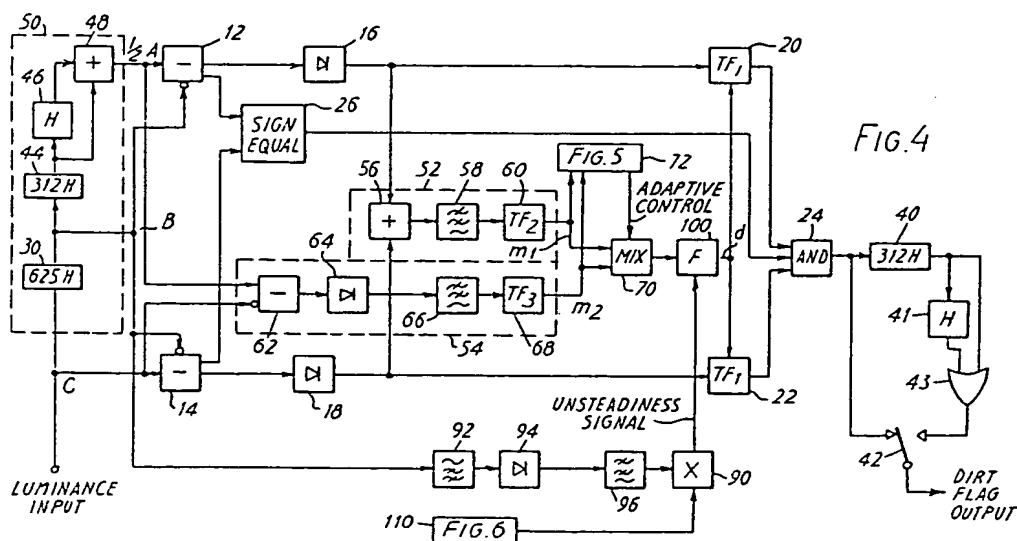 FIG.4
50
48
+
½ A
12
−
16
20
TF1
46
H
26
SIGN EQUAL
44
312H
30
625H
B
C
52
56
+
58
60
TF2
m1
FIG.5
72
ADAPTIVE CONTROL
100
MIX
70
F
d
24
AND
40
312H
41
H
43
42
64
62
−
66
TF3
68
54
m2
14
−
18
TF1
22
UNSTEADINESS SIGNAL
92
94
96
X
90
LUMINANCE INPUT
110
FIG.6
DIRT FLAG OUTPUT